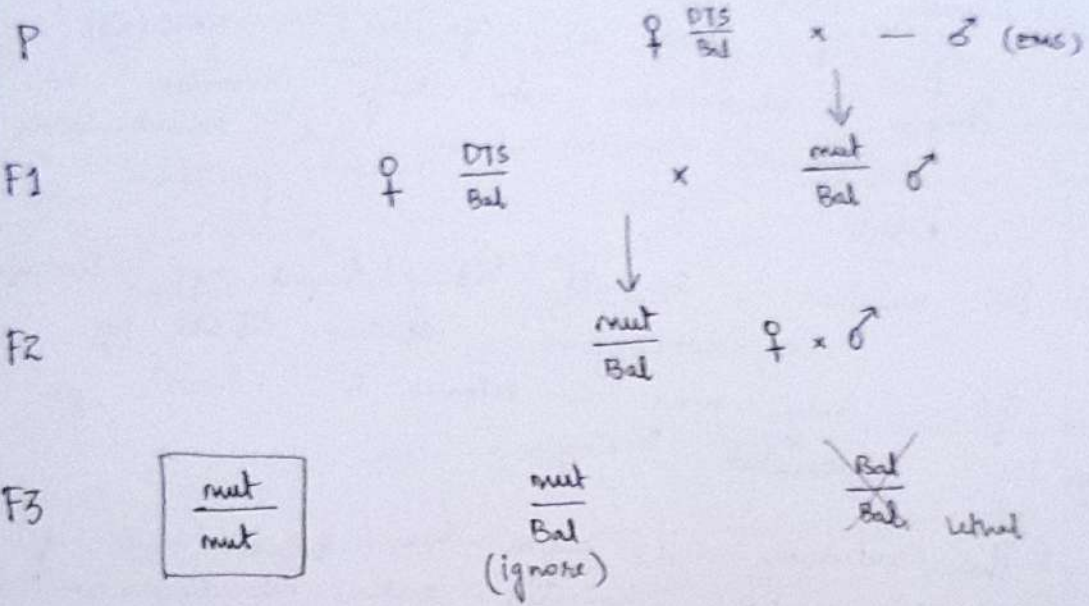 P ♀ DTS/Bal × — ♂ (EMS)
F1 ♀ DTS/Bal × mut/Bal ♂
F2 mut/Bal ♀ × ♂
F3 mut/mut mut/Bal Bal/Bal lethal
(ignore)